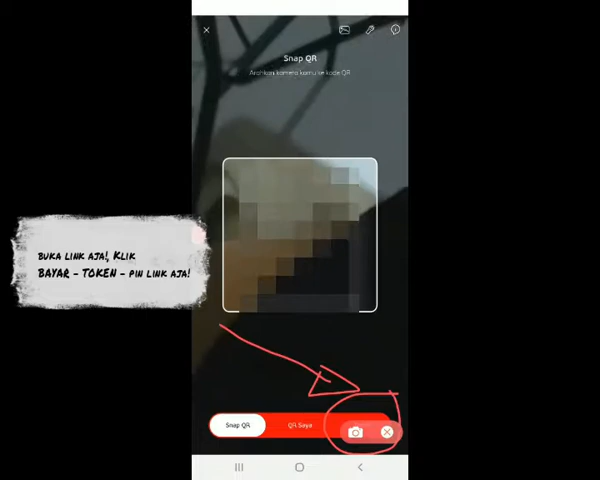 Snap QR
Arahkan kamera kamu ke kode QR
BUKA LINK AJA!, KLIK
BAYAR - TOKEN - PIN LINK AJA!
Snap QR
QR Saya